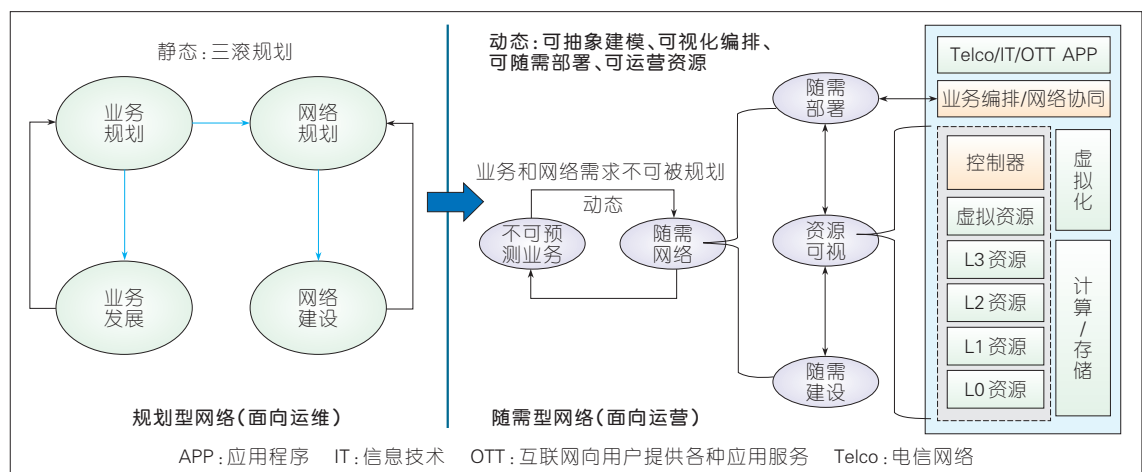 静态:三滚规划
业务
规划
网络
规划
业务
发展
网络
建设
规划型网络(面向运维)
动态:可抽象建模、可视化编排、
可随需部署、可运营资源
业务和网络需求不可被规划
动态
不可预
测业务
随需
网络
随需
部署
资源
可视
随需
建设
随需型网络(面向运营)
Telco/IT/OTT APP
业务编排/网络协同
控制器
虚拟资源
L3 资源
L2 资源
L1 资源
L0 资源
虚
拟
化
计
算
/
存
储
APP:应用程序 IT:信息技术 OTT:互联网向用户提供各种应用服务 Telco:电信网络